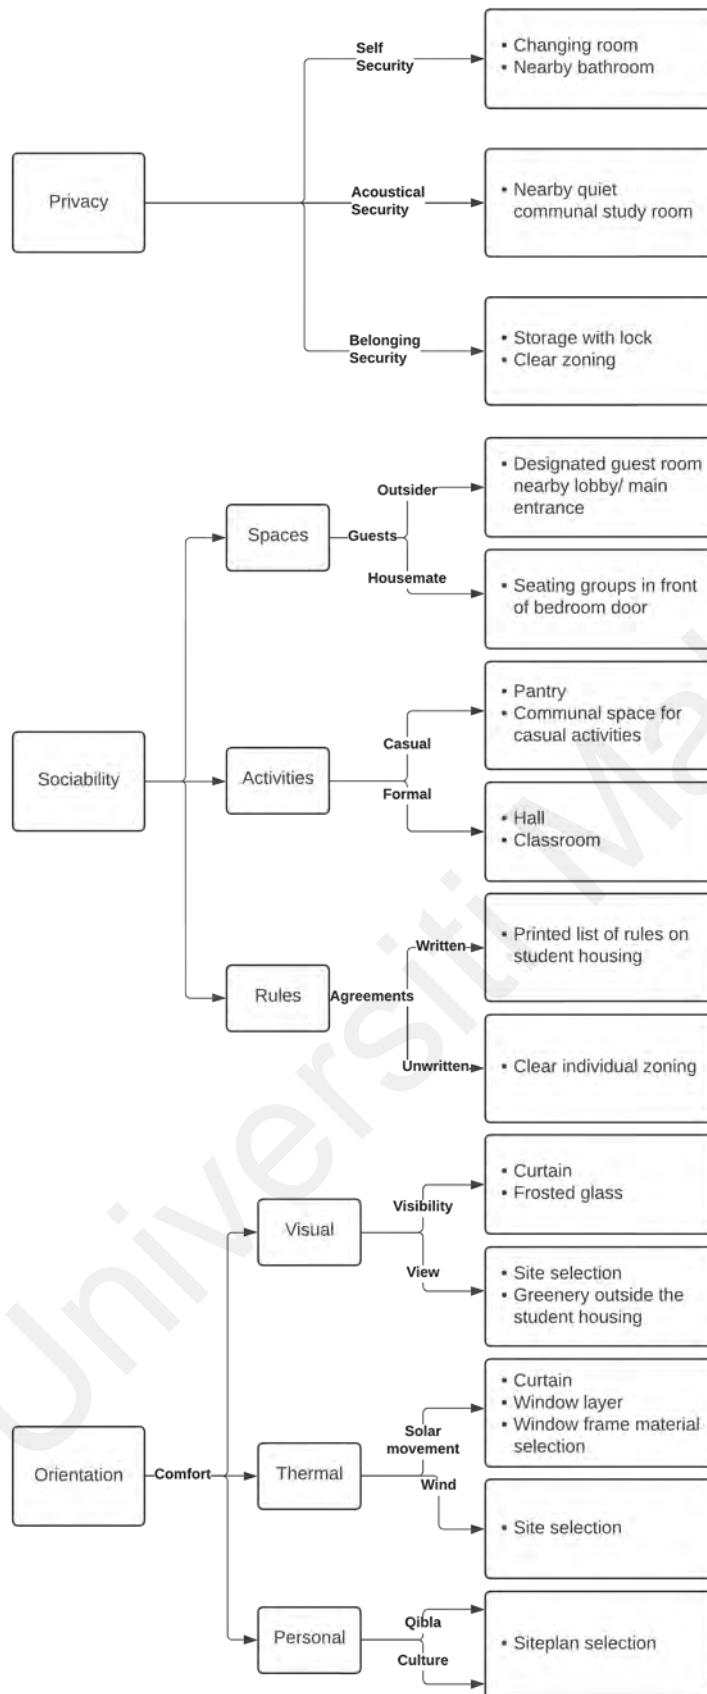 Self
Security
• Changing room
• Nearby bathroom
Privacy
Acoustical
Security
• Nearby quiet
communal study room
Belonging
Security
• Storage with lock
• Clear zoning
Sociability
Spaces
Guests
Outsider
• Designated guest room
nearby lobby/ main
entrance
Housemate
• Seating groups in front
of bedroom door
Activities
Casual
• Pantry
• Communal space for
casual activities
Formal
• Hall
• Classroom
Rules
Agreements
Written
• Printed list of rules on
student housing
Unwritten
• Clear individual zoning
Orientation
Comfort
Visual
Visibility
• Curtain
• Frosted glass
View
• Site selection
• Greenery outside the
student housing
Thermal
Solar
movement
• Curtain
• Window layer
• Window frame material
selection
Wind
• Site selection
Personal
Qibla
Culture
• Siteplan selection
Universiti Ma